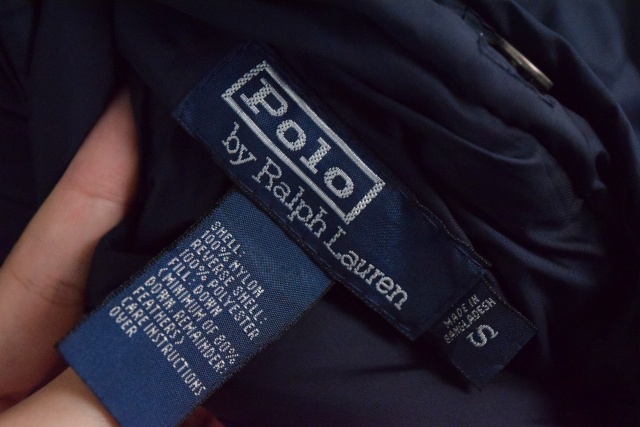 Polo
by Ralph Lauren
MADE IN
BANGLADESH
S
SHELL:
100% NYLON
REVERSE SHELL:
100% POLYESTER
FILL: DOWN
(MINIMUM OF 80%
DOWN, REMAINDER:
FEATHERS)
CARE INSTRUCTIONS
OVER